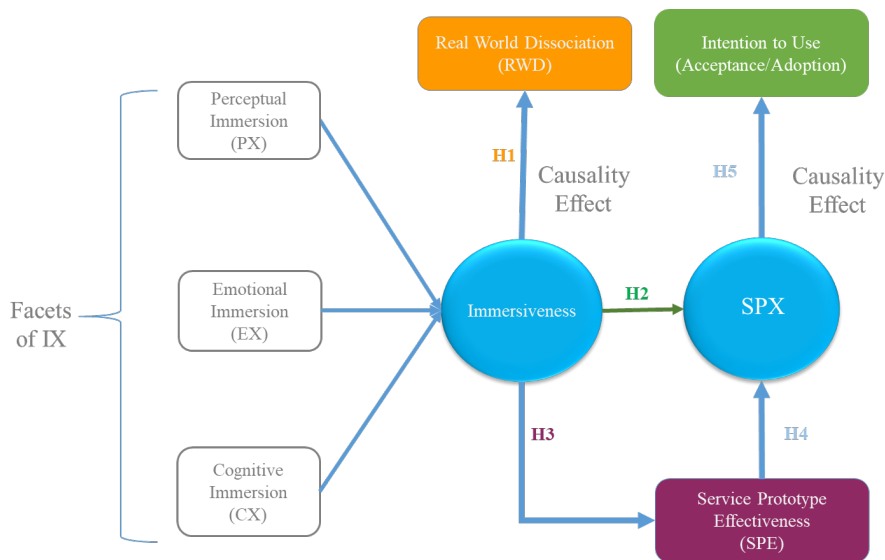 Real World Dissociation
(RWD)
Intention to Use
(Acceptance/Adoption)
Perceptual
Immersion
(PX)
H1
Causality
Effect
H5
Causality
Effect
Facets
of IX
Emotional
Immersion
(EX)
Immersiveness
H2
SPX
H3
H4
Cognitive
Immersion
(CX)
Service Prototype
Effectiveness
(SPE)